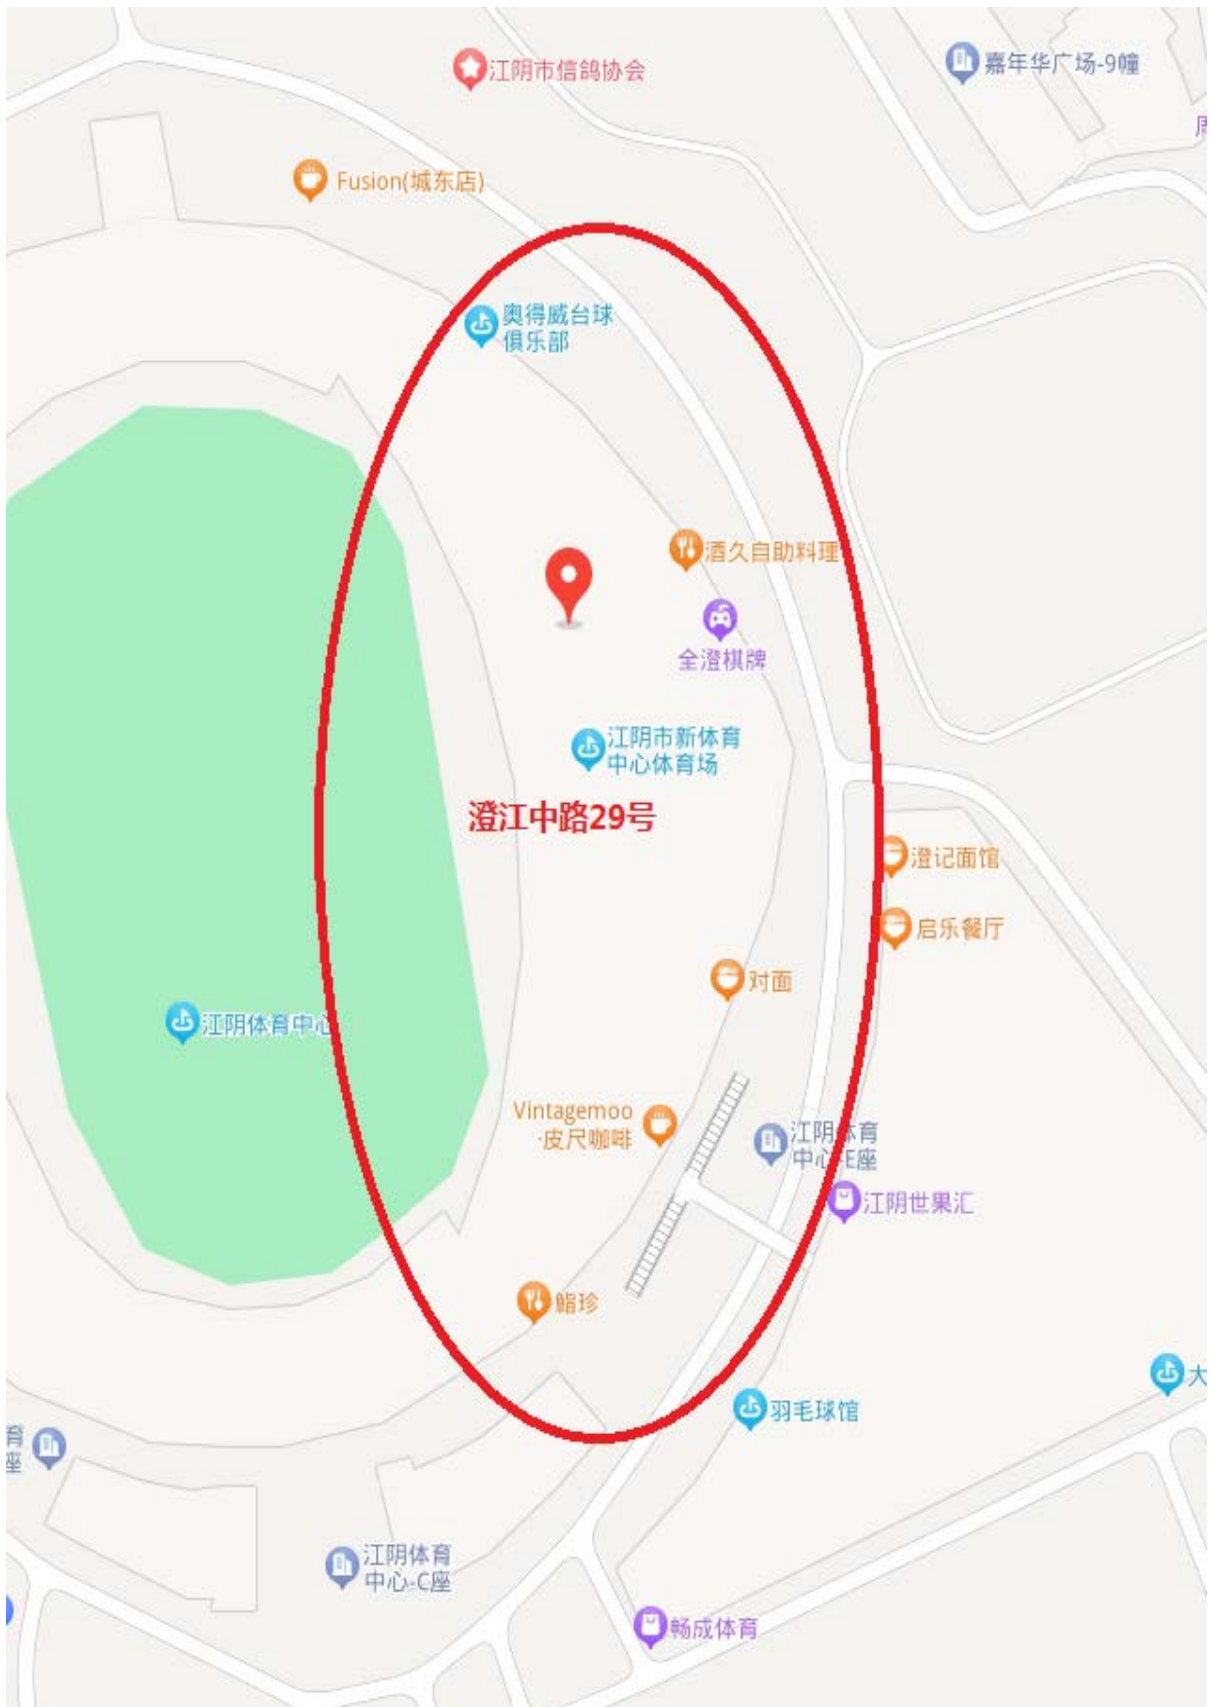 江阴市信鸽协会
嘉年华广场-9幢
Fusion(城东店)
奥得威台球
俱乐部
酒久自助料理
全澄棋牌
江阴市新体育
中心体育场
澄江中路29号
澄记面馆
启乐餐厅
对面
江阴体育中心
Vintagemoo
·皮尺咖啡
江阴体育
中心-E座
江阴世果汇
鮨珍
大
羽毛球馆
育
座
江阴体育
中心-C座
畅成体育